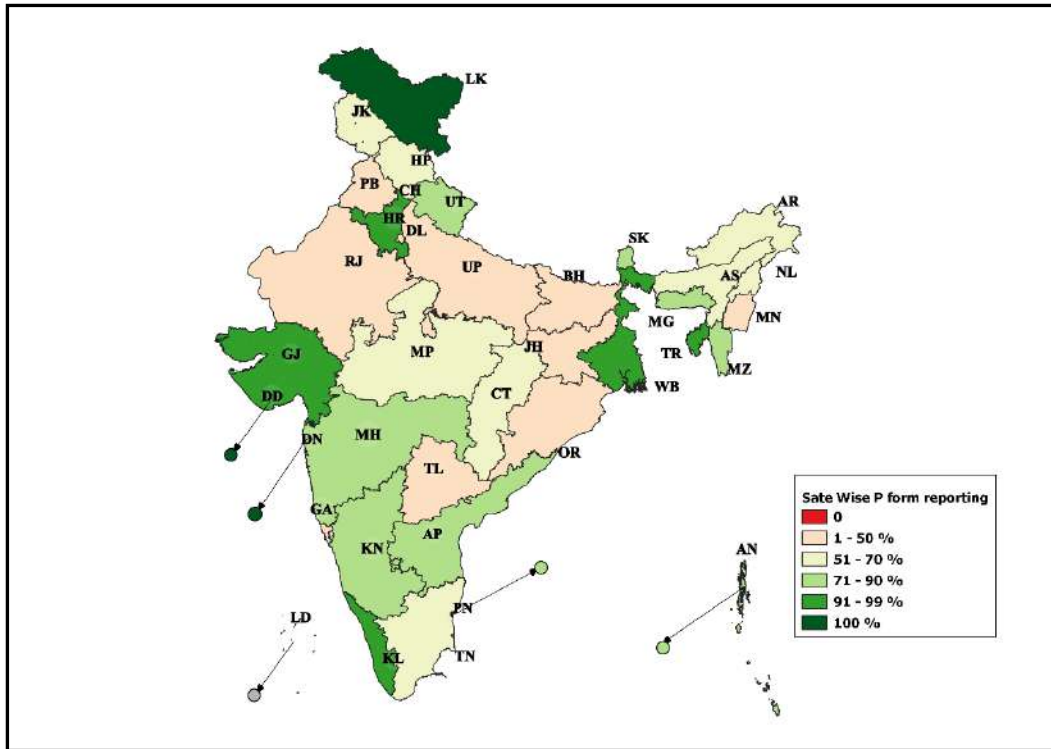 LK
JK
HP
PB
CH
UT
HR
DL
AR
SK
RJ
UP
BH
AS
NL
MG
MN
GJ
MP
JH
TR
MZ
DD
CT
WB
DN
MH
TL
OR
GA
KN
AP
AN
PN
LD
KL
TN
Sate Wise P form reporting
0
1 - 50 %
51 - 70 %
71 - 90 %
91 - 99 %
100 %